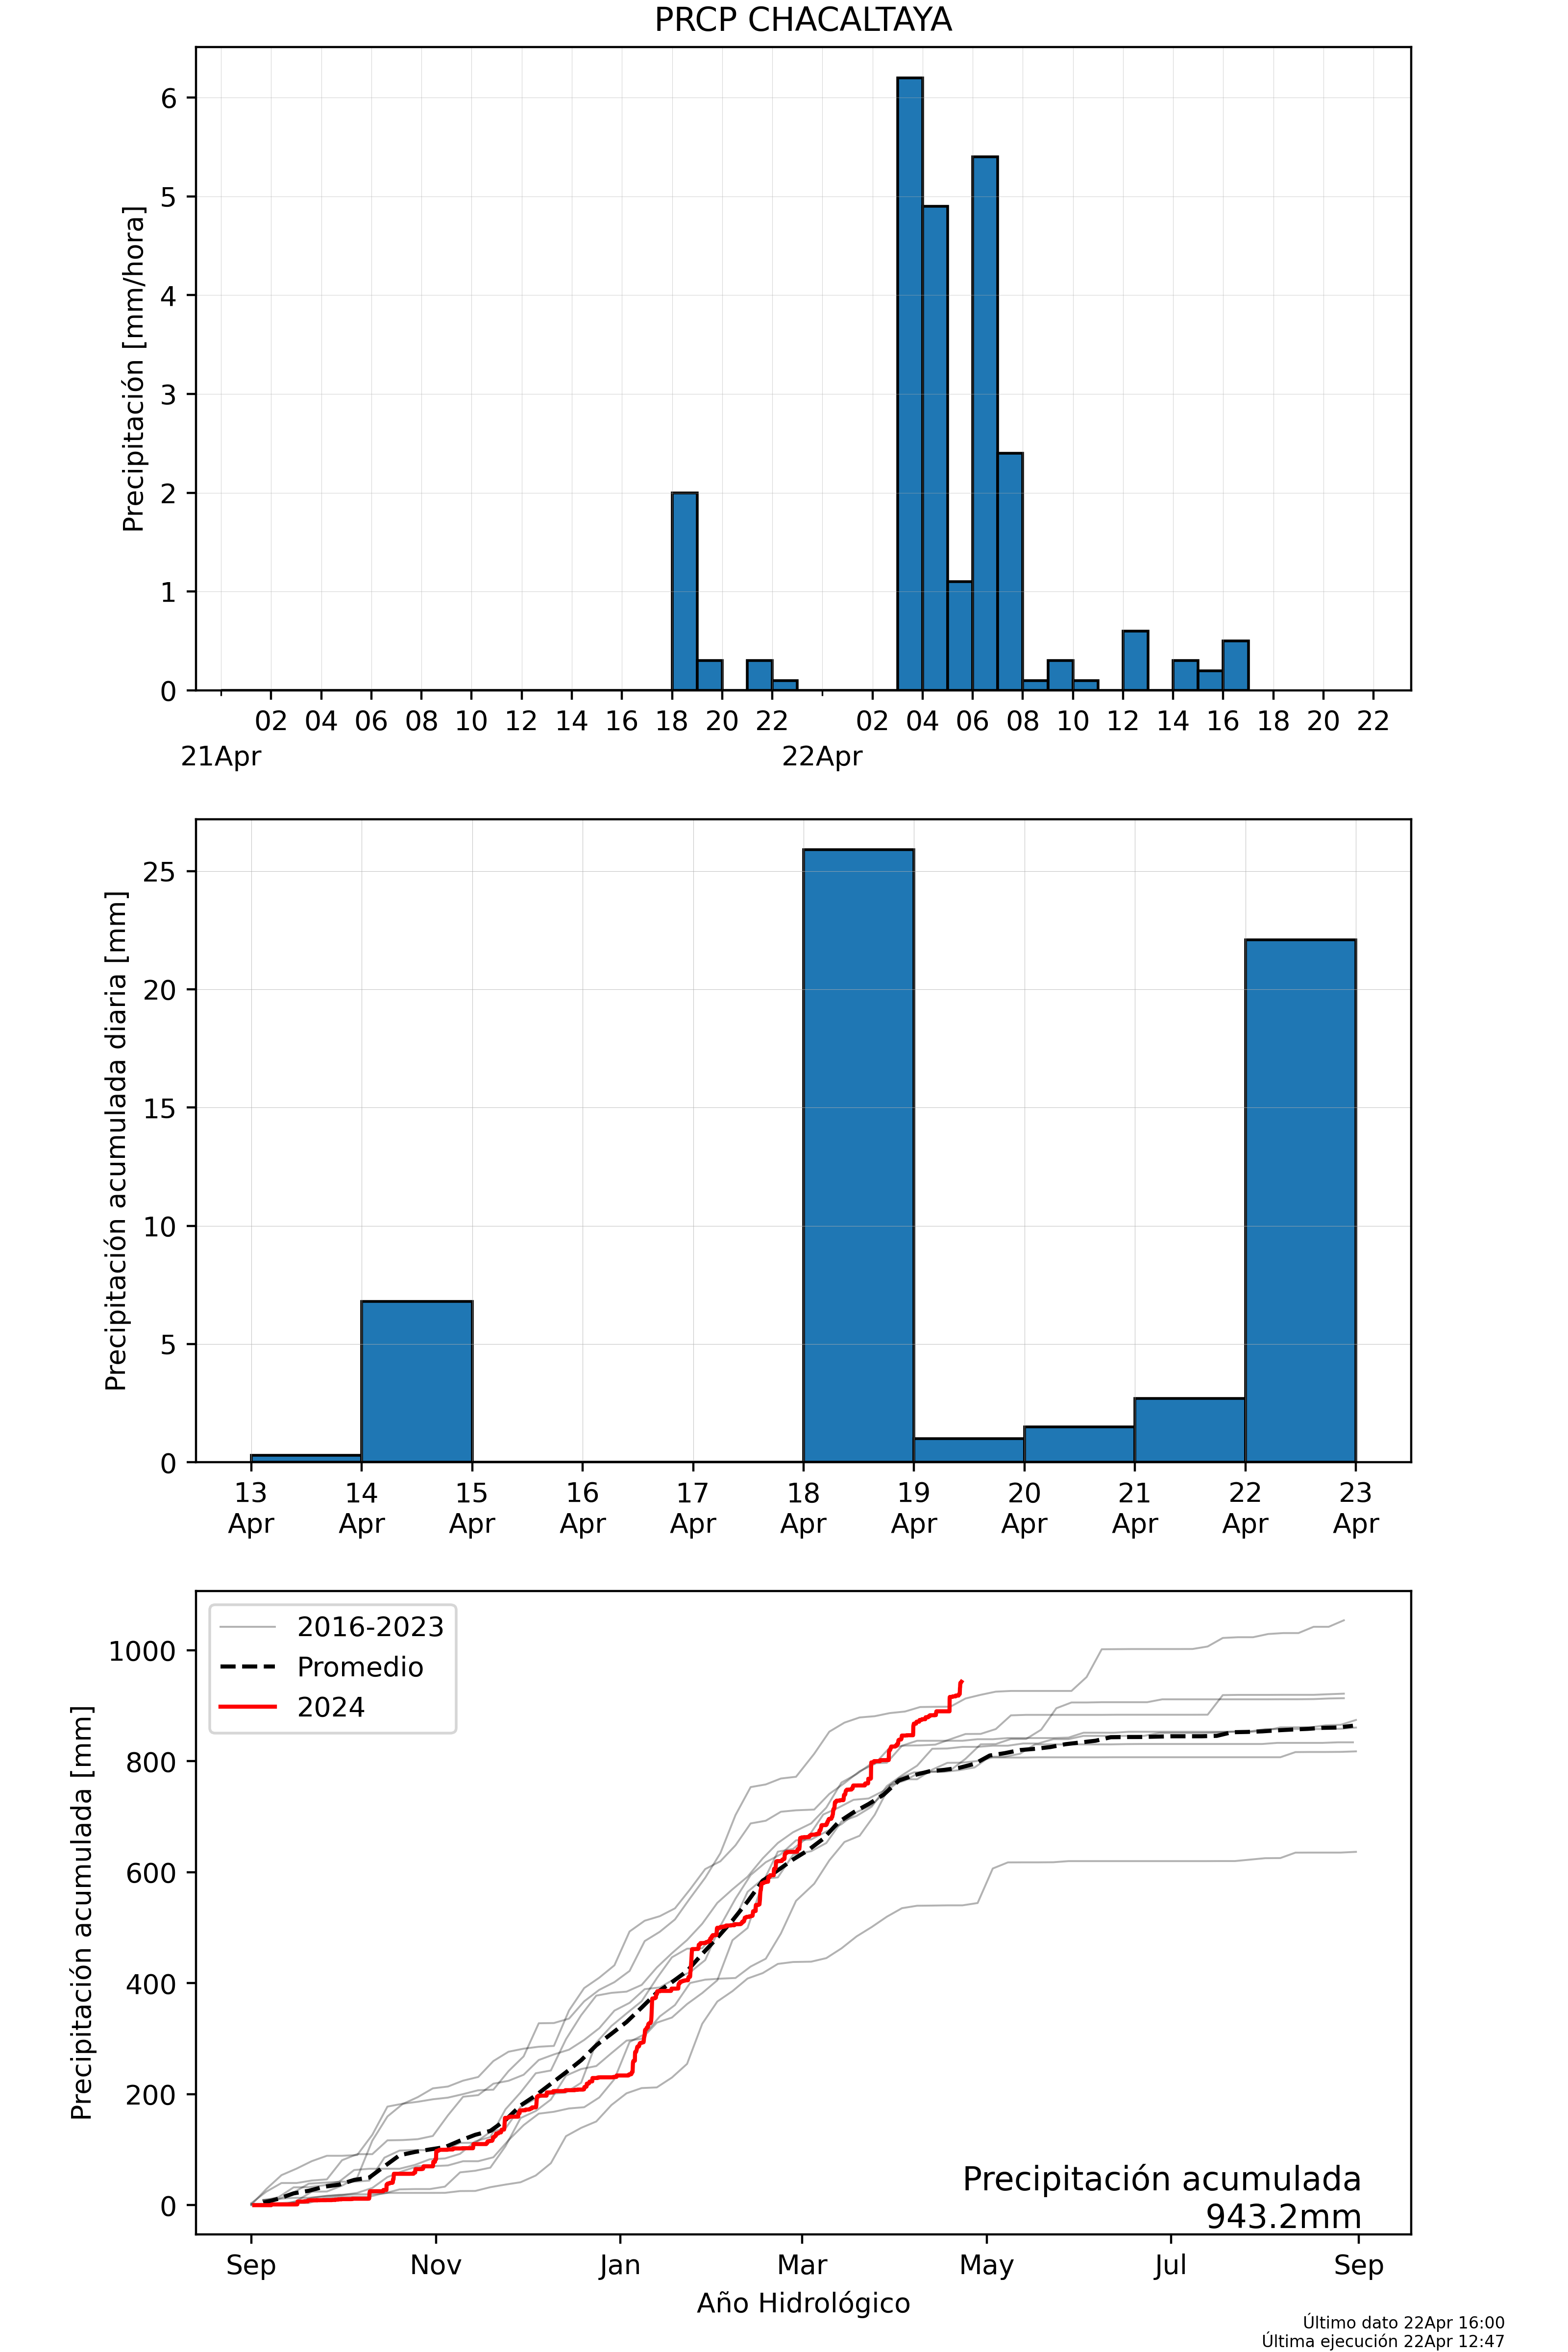 PRCP CHACALTAYA
Precipitación [mm/hora]
6
5
4
3
2
1
0
02 04 06 08 10 12 14 16 18 20 22 02 04 06 08 10 12 14 16 18 20 22
21Apr 22Apr
Precipitación acumulada diaria [mm]
25
20
15
10
5
0
13 14 15 16 17 18 19 20 21 22 23
Apr Apr Apr Apr Apr Apr Apr Apr Apr Apr Apr
Precipitación acumulada [mm]
1000
800
600
400
200
0
2016-2023
Promedio
2024
Precipitación acumulada
943.2mm
Sep Nov Jan Mar May Jul Sep
Año Hidrológico
Último dato 22Apr 16:00
Última ejecución 22Apr 12:47